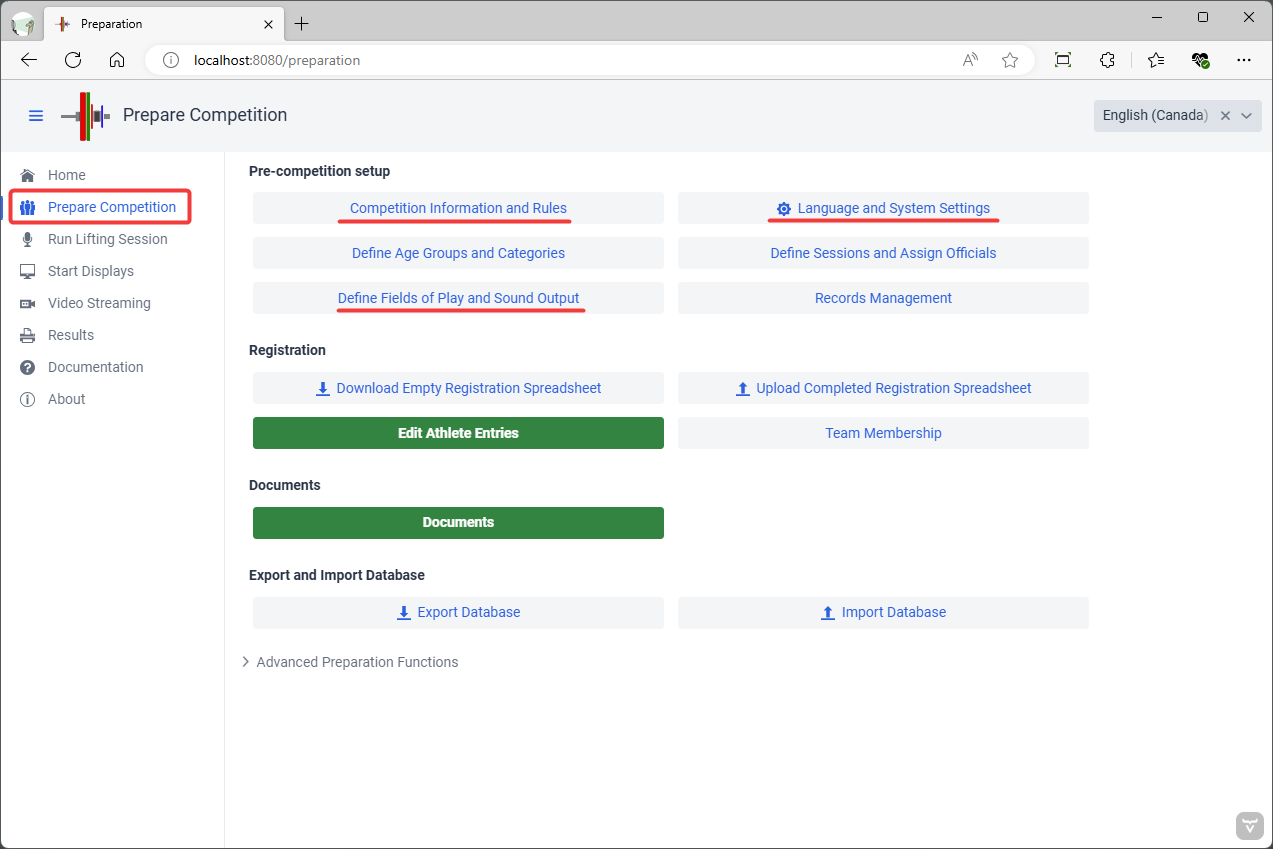 Preparation
localhost:8080/preparation
Prepare Competition
English (Canada)
Home
Prepare Competition
Run Lifting Session
Start Displays
Video Streaming
Results
Documentation
About
Pre-competition setup
Competition Information and Rules
Language and System Settings
Define Age Groups and Categories
Define Sessions and Assign Officials
Define Fields of Play and Sound Output
Records Management
Registration
Download Empty Registration Spreadsheet
Upload Completed Registration Spreadsheet
Edit Athlete Entries
Team Membership
Documents
Documents
Export and Import Database
Export Database
Import Database
Advanced Preparation Functions